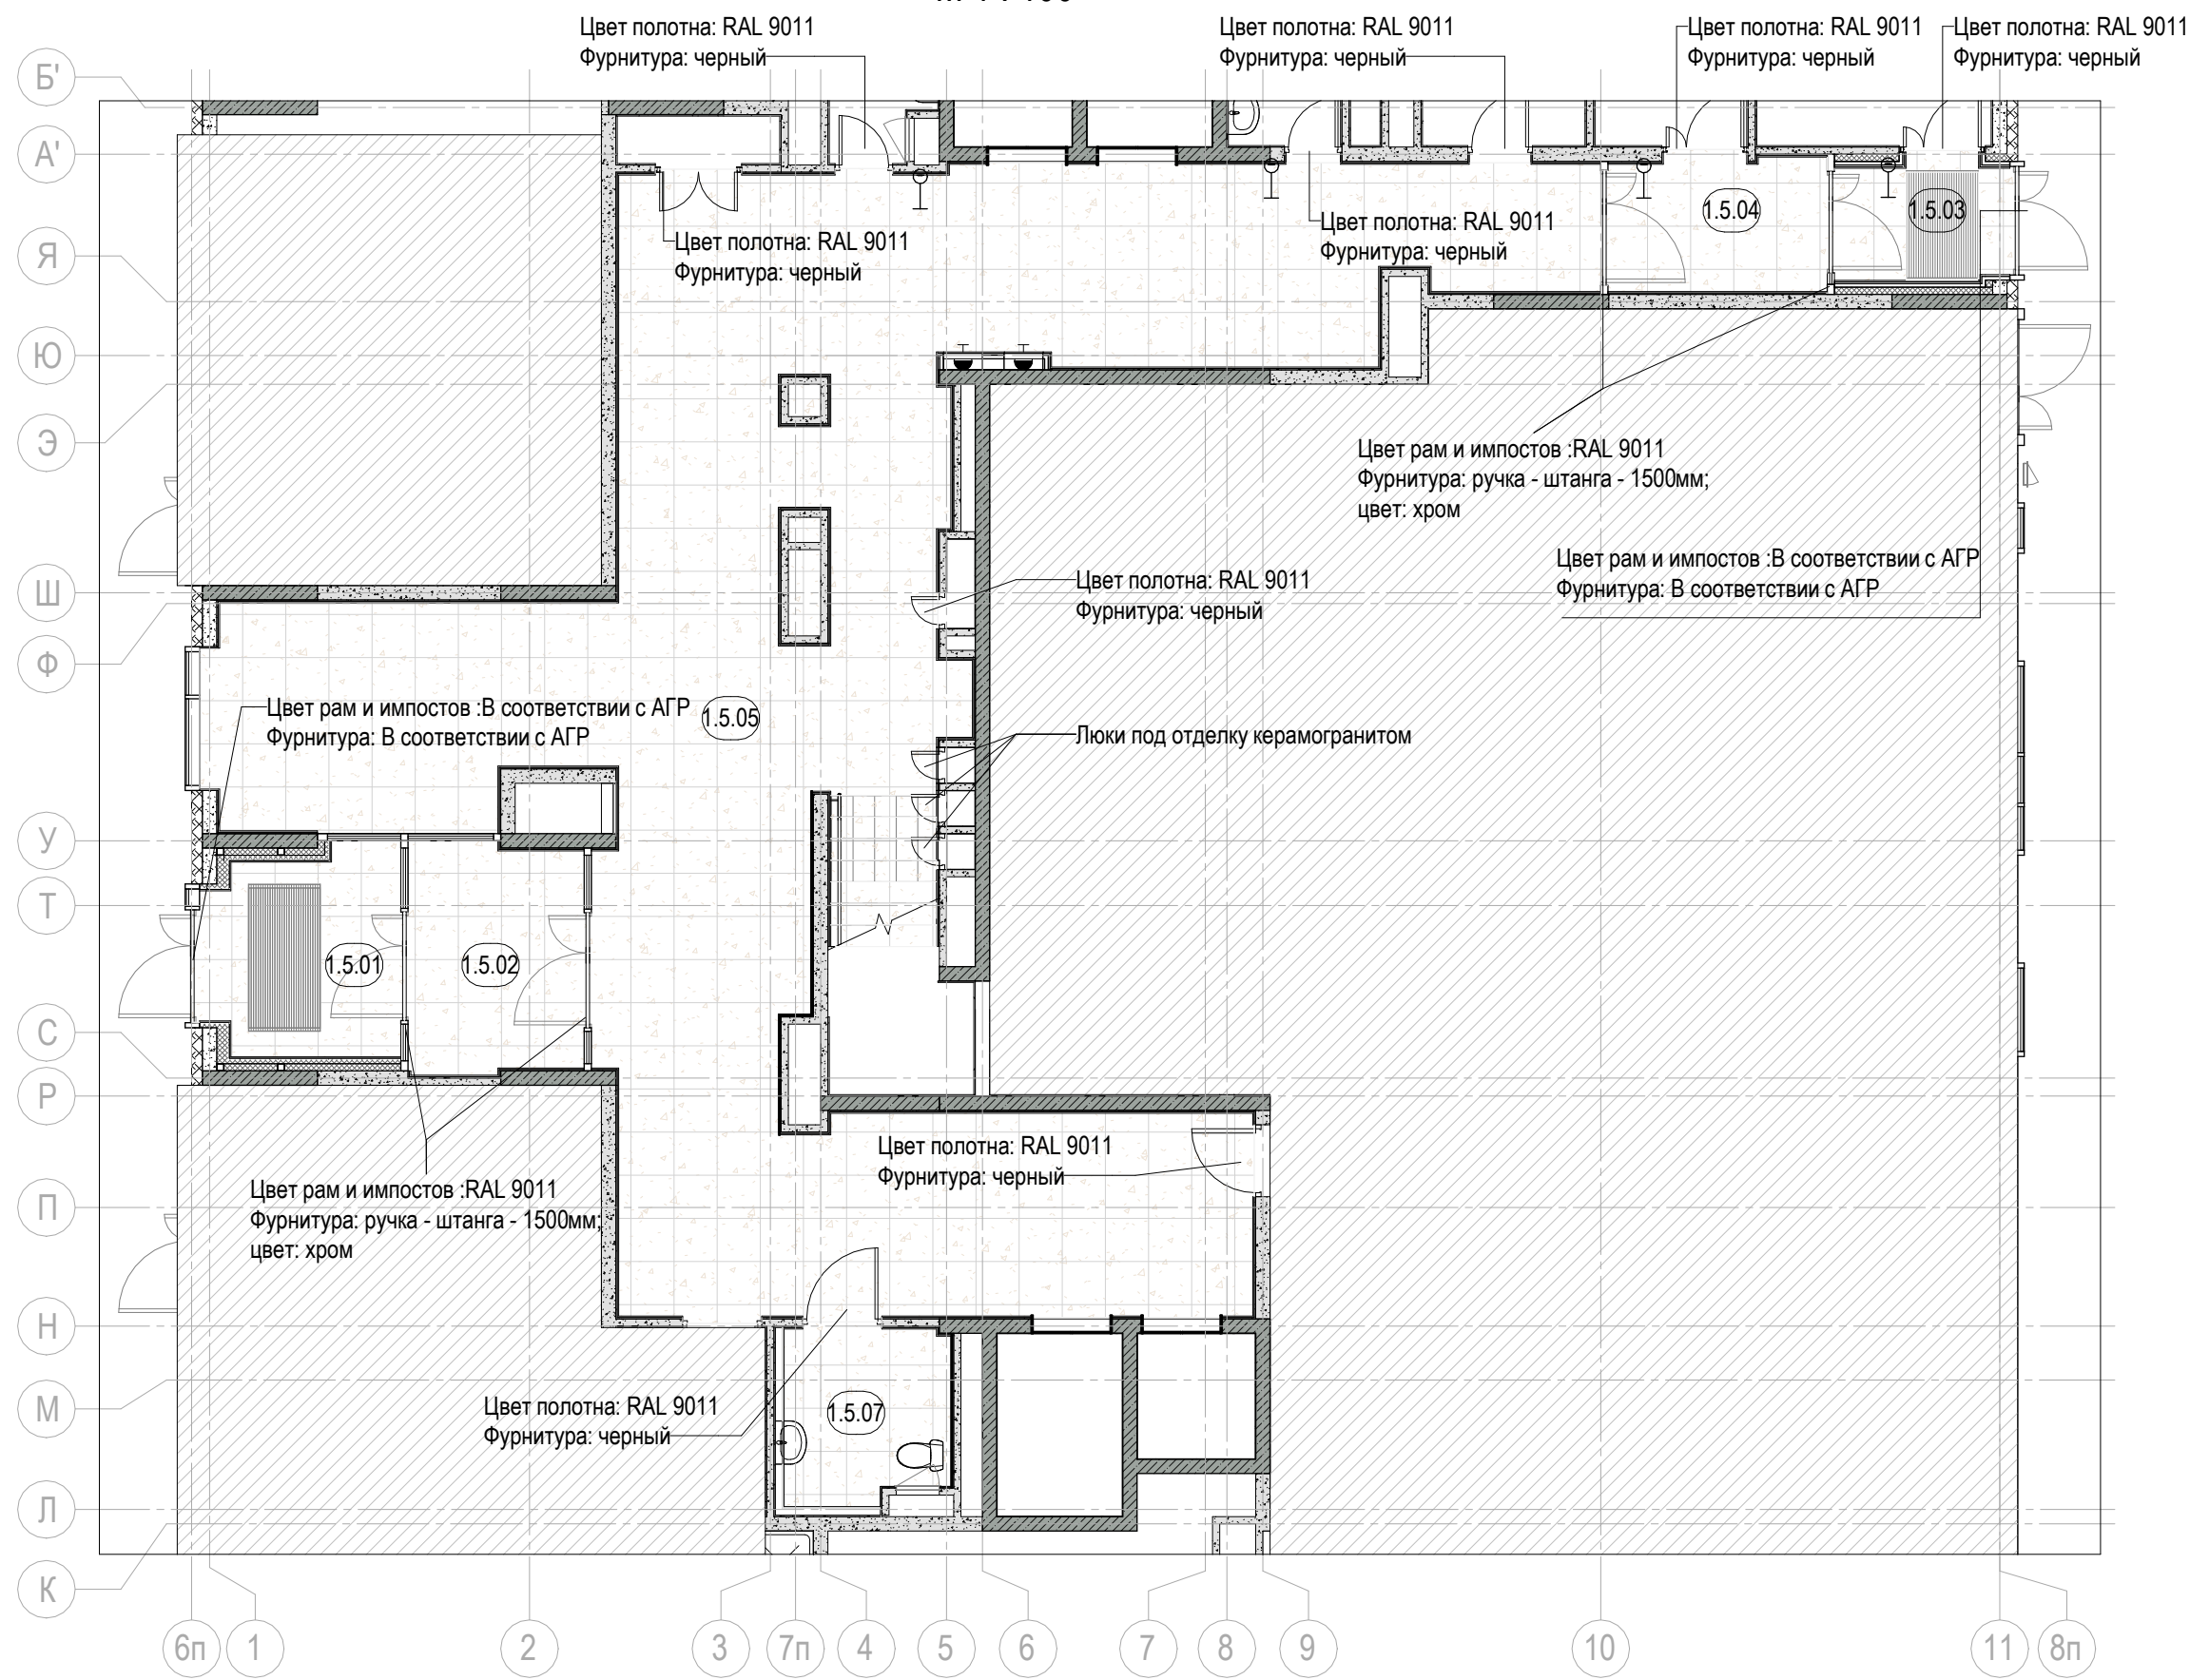 Цвет полотна: RAL 9011
Фурнитура: черный
Цвет полотна: RAL 9011
Фурнитура: черный
Цвет полотна: RAL 9011
Фурнитура: черный
Цвет полотна: RAL 9011
Фурнитура: черный
Б'
А'
Я
Ю
Э
Ш
Ф
У
Т
С
Р
П
Н
М
Л
К
1.5.04
1.5.03
Цвет полотна: RAL 9011
Фурнитура: черный
Цвет полотна: RAL 9011
Фурнитура: черный
Цвет рам и импостов :RAL 9011
Фурнитура: ручка - штанга - 1500мм;
цвет: хром
Цвет рам и импостов :В соответствии с АГР
Фурнитура: В соответствии с АГР
Цвет полотна: RAL 9011
Фурнитура: черный
Цвет рам и импостов :В соответствии с АГР
Фурнитура: В соответствии с АГР
1.5.05
Люки под отделку керамогранитом
1.5.01
1.5.02
Цвет полотна: RAL 9011
Фурнитура: черный
Цвет рам и импостов :RAL 9011
Фурнитура: ручка - штанга - 1500мм;
цвет: хром
Цвет полотна: RAL 9011
Фурнитура: черный
1.5.07
6п
1
2
3
7п
4
5
6
7
8
9
10
11
8п